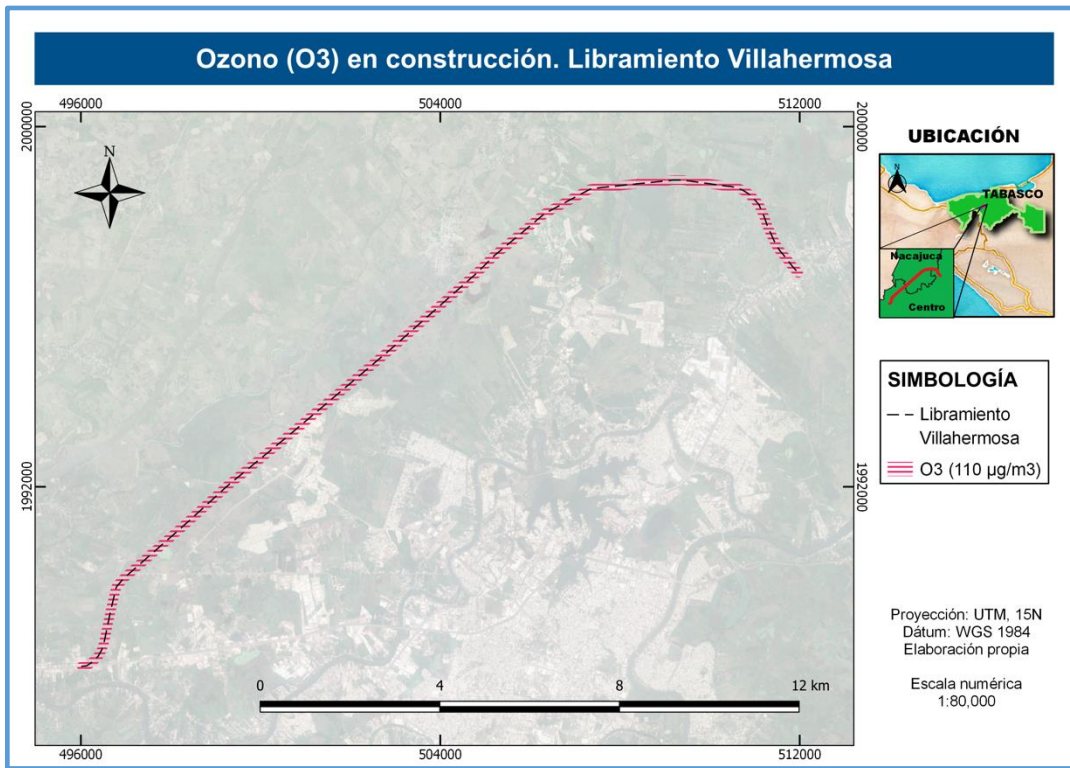 Ozono (O3) en construcción. Libramiento Villahermosa
496000
504000
512000
2000000
2000000
N
1992000
1992000
0
4
8
12 km
496000
504000
512000
UBICACIÓN
N
TABASCO
Nacajuca
Centro
SIMBOLOGÍA
Libramiento
Villahermosa
O3 (110 µg/m3)
Proyección: UTM, 15N
Dátum: WGS 1984
Elaboración propia
Escala numérica
1:80,000